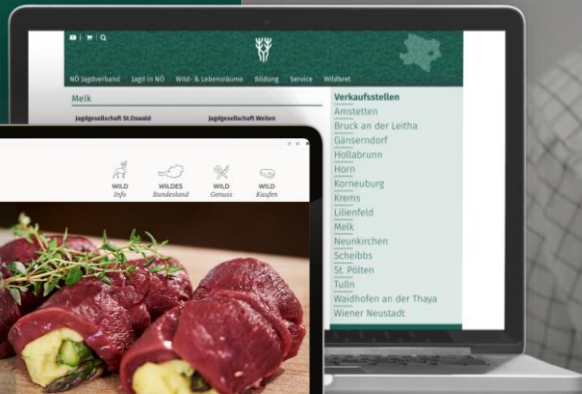 NÖ Jagdverband Jagd in NÖ Wild- & Lebensräume Bildung Service Wildbret
Melk
Jagdgesellschaft St.Oswald Jagdgesellschaft Weiten
Verkaufsstellen
Amstetten
Bruck an der Leitha
Gänserndorf
Hollabrunn
Horn
Korneuburg
Krems
Lilienfeld
Melk
Neunkirchen
Scheibbs
St. Pölten
Tulln
Waidhofen an der Thaya
Wiener Neustadt
WILD WILDES WILD WILD
Info Bundesland Genuss Kaufen